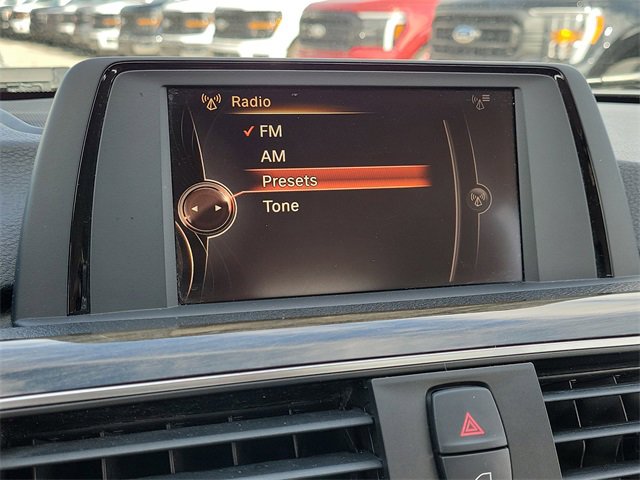 Radio
FM
AM
Presets
Tone